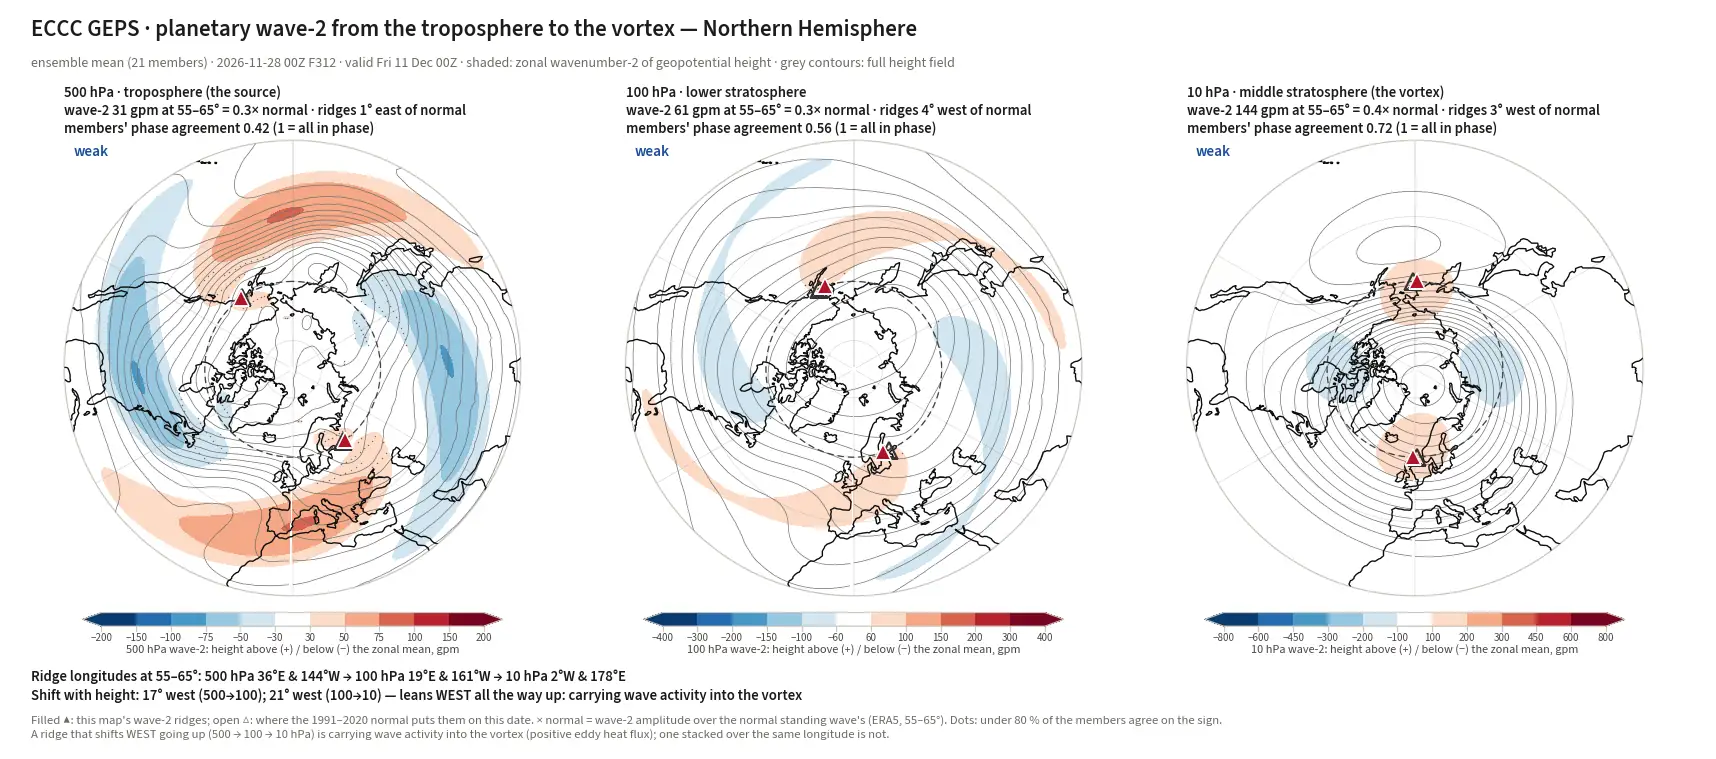 ECCC GEPS · planetary wave-2 from the troposphere to the vortex — Northern Hemisphere
ensemble mean (21 members) · 2026-11-28 00Z F312 · valid Fri 11 Dec 00Z · shaded: zonal wavenumber-2 of geopotential height · grey contours: full height field
500 hPa · troposphere (the source)
wave-2 31 gpm at 55–65° = 0.3× normal · ridges 1° east of normal
members' phase agreement 0.42 (1 = all in phase)
weak
100 hPa · lower stratosphere
wave-2 61 gpm at 55–65° = 0.3× normal · ridges 4° west of normal
members' phase agreement 0.56 (1 = all in phase)
weak
10 hPa · middle stratosphere (the vortex)
wave-2 144 gpm at 55–65° = 0.4× normal · ridges 3° west of normal
members' phase agreement 0.72 (1 = all in phase)
weak
−200 −150 −100 −75 −50 −30 30 50 75 100 150 200
500 hPa wave-2: height above (+) / below (−) the zonal mean, gpm
−400 −300 −200 −150 −100 −60 60 100 150 200 300 400
100 hPa wave-2: height above (+) / below (−) the zonal mean, gpm
−800 −600 −450 −300 −200 −100 100 200 300 450 600 800
10 hPa wave-2: height above (+) / below (−) the zonal mean, gpm
Ridge longitudes at 55–65°: 500 hPa 36°E & 144°W → 100 hPa 19°E & 161°W → 10 hPa 2°W & 178°E
Shift with height: 17° west (500→100); 21° west (100→10) — leans WEST all the way up: carrying wave activity into the vortex
Filled ▲: this map's wave-2 ridges; open △: where the 1991–2020 normal puts them on this date. × normal = wave-2 amplitude over the normal standing wave's (ERA5, 55–65°). Dots: under 80 % of the members agree on the sign.
A ridge that shifts WEST going up (500 → 100 → 10 hPa) is carrying wave activity into the vortex (positive eddy heat flux); one stacked over the same longitude is not.